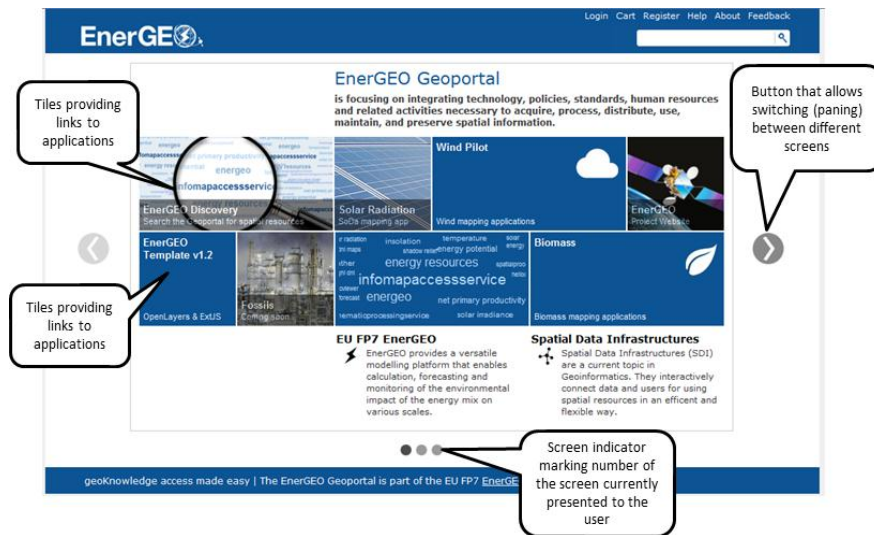 Login Cart Register Help About Feedback
EnerGEO
EnerGEO Geoportal
is focusing on integrating technology, policies, standards, human resources
and related activities necessary to acquire, process, distribute, use,
maintain, and preserve spatial information.
Tiles providing
links to
applications
Button that allows
switching (paning)
between different
screens
energeo
infomapaccessservice
EnerGEO Discovery
Search the Geoportal for spatial resources
Solar Radiation
SoDa mapping app
Wind Pilot
Wind mapping applications
EnerGEO
Project Website
EnerGEO
Template v1.2
OpenLayers & ExtJS
Fossils
Coming soon
insolation
temperature
solar
energy
energy potential
energy resources
infomapaccessservice
energeo
net primary productivity
solar irradiance
Biomass
Biomass mapping applications
Tiles providing
links to
applications
EU FP7 EnerGEO
EnerGEO provides a versatile
modelling platform that enables
calculation, forecasting and
monitoring of the environmental
impact of the energy mix on
various scales.
Spatial Data Infrastructures
Spatial Data Infrastructures (SDI)
are a current topic in
Geoinformatics. They interactively
connect data and users for using
spatial resources in an efficent and
flexible way.
Screen indicator
marking number of
the screen currently
presented to the
user
geoKnowledge access made easy | The EnerGEO Geoportal is part of the EU FP7 EnerGE